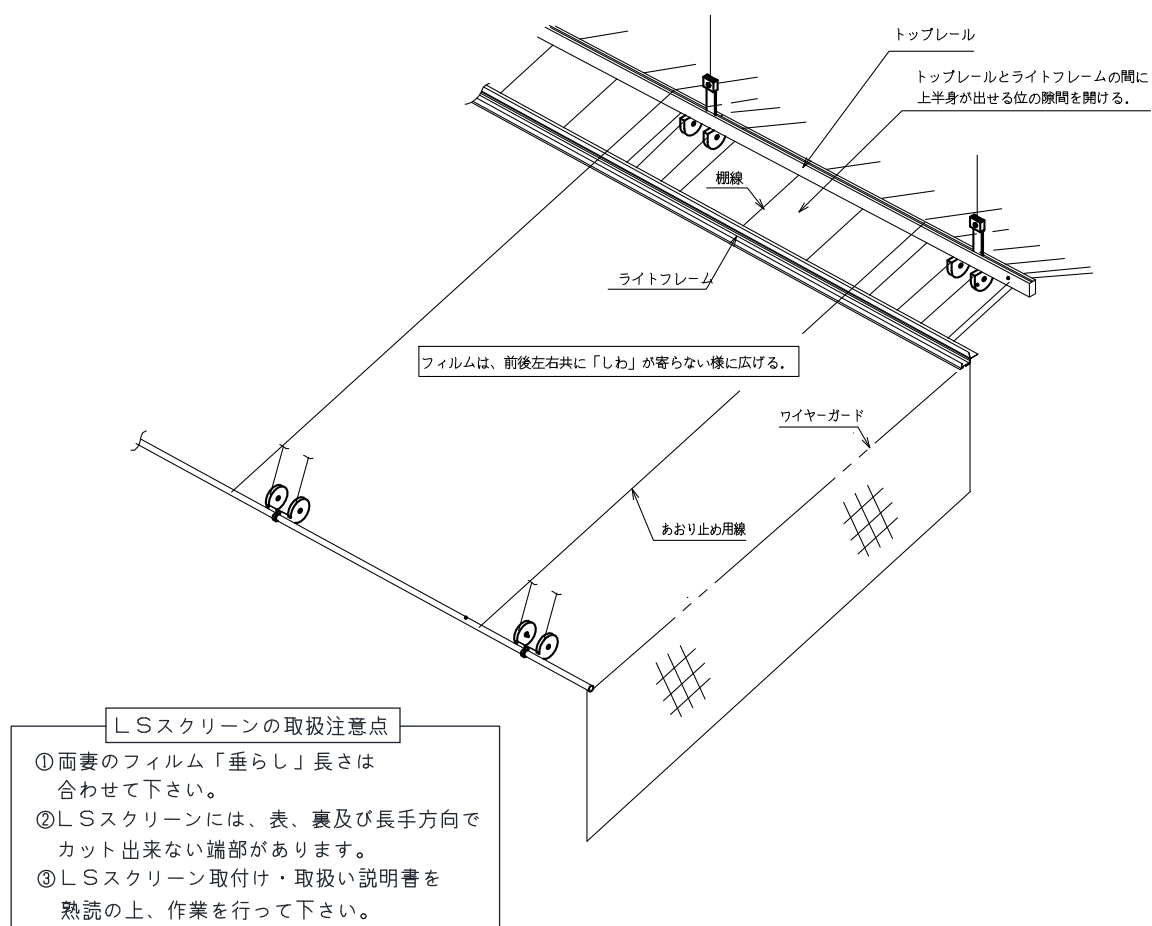 トップレール
トップレールとライトフレームの間に
上半身が出せる位の隙間を開ける.
棚線
ライトフレーム
フィルムは、前後左右共に「しわ」が寄らない様に広げる.
ワイヤーガード
あおり止め用線
LSスクリーンの取扱注意点
①両妻のフィルム「垂らし」長さは
合わせて下さい。
②LSスクリーンには、表、裏及び長手方向で
カット出来ない端部があります。
③LSスクリーン取付け・取扱い説明書を
熟読の上、作業を行って下さい。